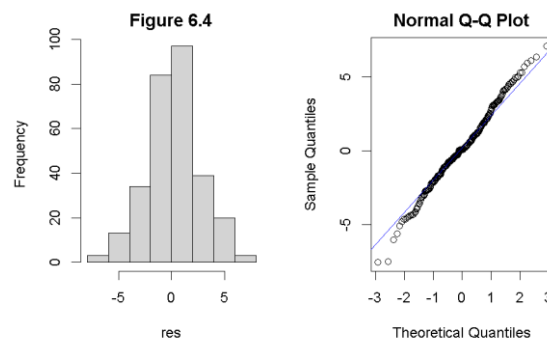 Figure 6.4
Frequency
100
80
60
40
20
0
-5 0 5
res
Normal Q-Q Plot
Sample Quantiles
5
0
-5
-3 -2 -1 0 1 2 3
Theoretical Quantiles